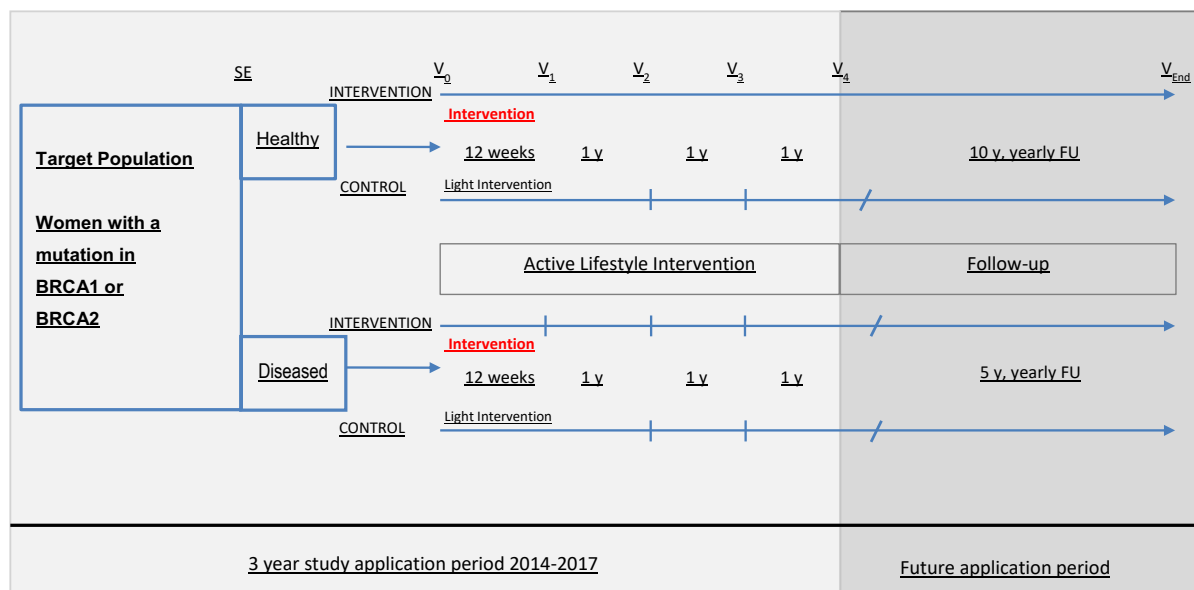 SE V0 V1 V2 V3 V4 VEnd
INTERVENTION
Intervention
Healthy
Target Population
12 weeks 1 y 1 y 1 y 10 y, yearly FU
CONTROL Light Intervention
Women with a
mutation in
BRCA1 or
BRCA2
Active Lifestyle Intervention Follow-up
INTERVENTION
Intervention
Diseased
12 weeks 1 y 1 y 1 y 5 y, yearly FU
Light Intervention
CONTROL
3 year study application period 2014-2017 Future application period